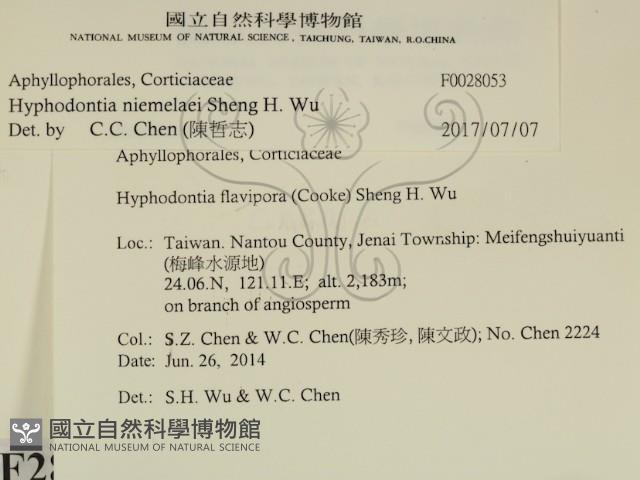 國立自然科學博物館
NATIONAL MUSEUM OF NATURAL SCIENCE, TAICHUNG, TAIWAN, R.O.CHINA
Aphyllophorales, Corticiaceae F0028053
Hyphodontia niemelaei Sheng H. Wu
Det. by C.C. Chen (陳哲志) 2017/07/07
Aphyllophorales, Corticiaceae
Hyphodontia flavipora (Cooke) Sheng H. Wu
Loc.: Taiwan. Nantou County, Jenai Township: Meifengshuiyuanti
(梅峰水源地)
24.06.N, 121.11.E; alt. 2,183m;
on branch of angiosperm
Col.: S.Z. Chen & W.C. Chen(陳秀珍, 陳文政); No. Chen 2224
Date: Jun. 26, 2014
Det.: S.H. Wu & W.C. Chen
國立自然科學博物館
NATIONAL MUSEUM OF NATURAL SCIENCE